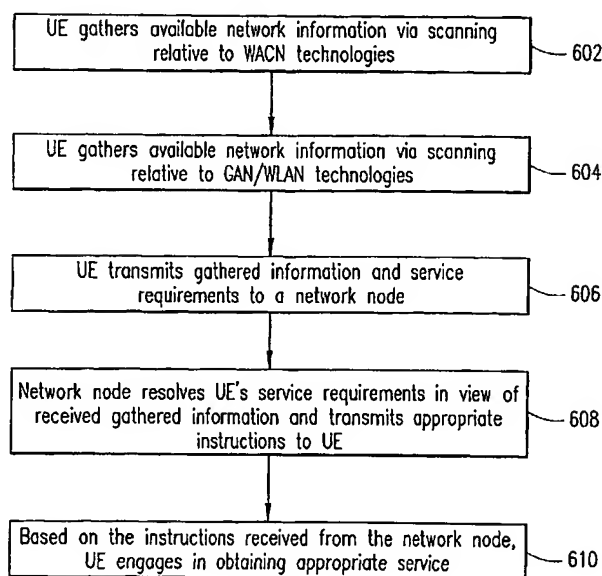 UE gathers available network information via scanning
relative to WACN technologies
602
UE gathers available network information via scanning
relative to GAN/WLAN technologies
604
UE transmits gathered information and service
requirements to a network node
606
Network node resolves UE's service requirements in view of
received gathered information and transmits appropriate
instructions to UE
608
Based on the instructions received from the network node,
UE engages in obtaining appropriate service
610